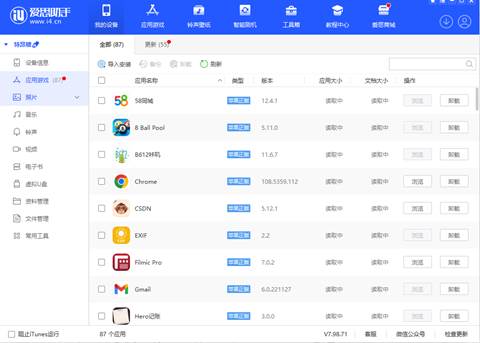 爱思助手
www.i4.cn
我的设备
应用游戏
铃声壁纸
智能刷机
工具箱
教程中心
爱思商城
全部 (87)
更新 (55)
导入安装
备份
卸载
刷新
设备信息
应用游戏 (87)
照片
音乐
铃声
视频
电子书
虚拟U盘
资料管理
文件管理
常用工具
应用名称 类型 版本 应用大小 文档大小 操作
58同城 苹果正版 12.4.1 读取中 读取中 浏览 卸载
8 Ball Pool 苹果正版 5.11.0 读取中 读取中 浏览 卸载
B612咔叽 苹果正版 11.6.7 读取中 读取中 浏览 卸载
Chrome 苹果正版 108.5359.112 读取中 读取中 浏览 卸载
CSDN 苹果正版 5.12.1 读取中 读取中 浏览 卸载
EXIF 苹果正版 2.2 读取中 读取中 浏览 卸载
Filmic Pro 苹果正版 7.0.2 读取中 读取中 浏览 卸载
Gmail 苹果正版 6.0.221127 读取中 读取中 浏览 卸载
Hero记账 苹果正版 3.0.0 读取中 读取中 浏览 卸载
阻止iTunes运行
87 个应用
V7.98.71
客服
微信公众号
检查更新